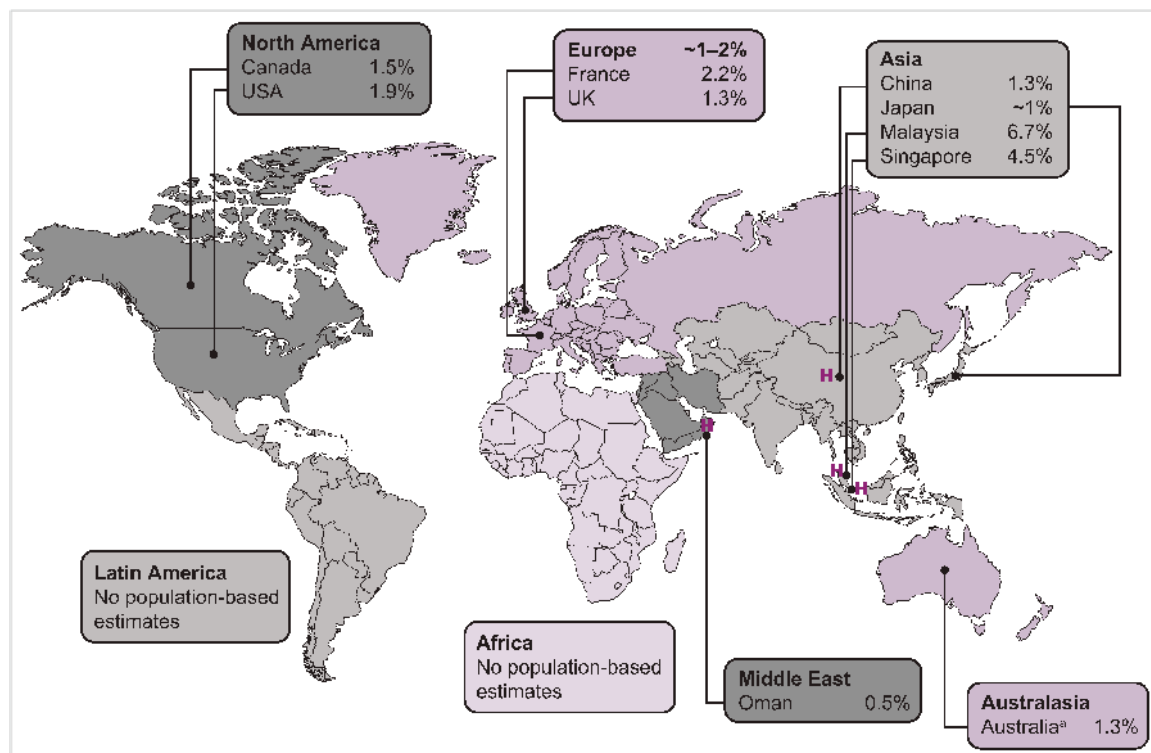 North America
Canada 1.5%
USA 1.9%
Europe ~1–2%
France 2.2%
UK 1.3%
Asia
China 1.3%
Japan ~1%
Malaysia 6.7%
Singapore 4.5%
H
H
H
H
Latin America
No population-based
estimates
Africa
No population-based
estimates
Middle East
Oman 0.5%
Australasia
Australiaᵃ 1.3%